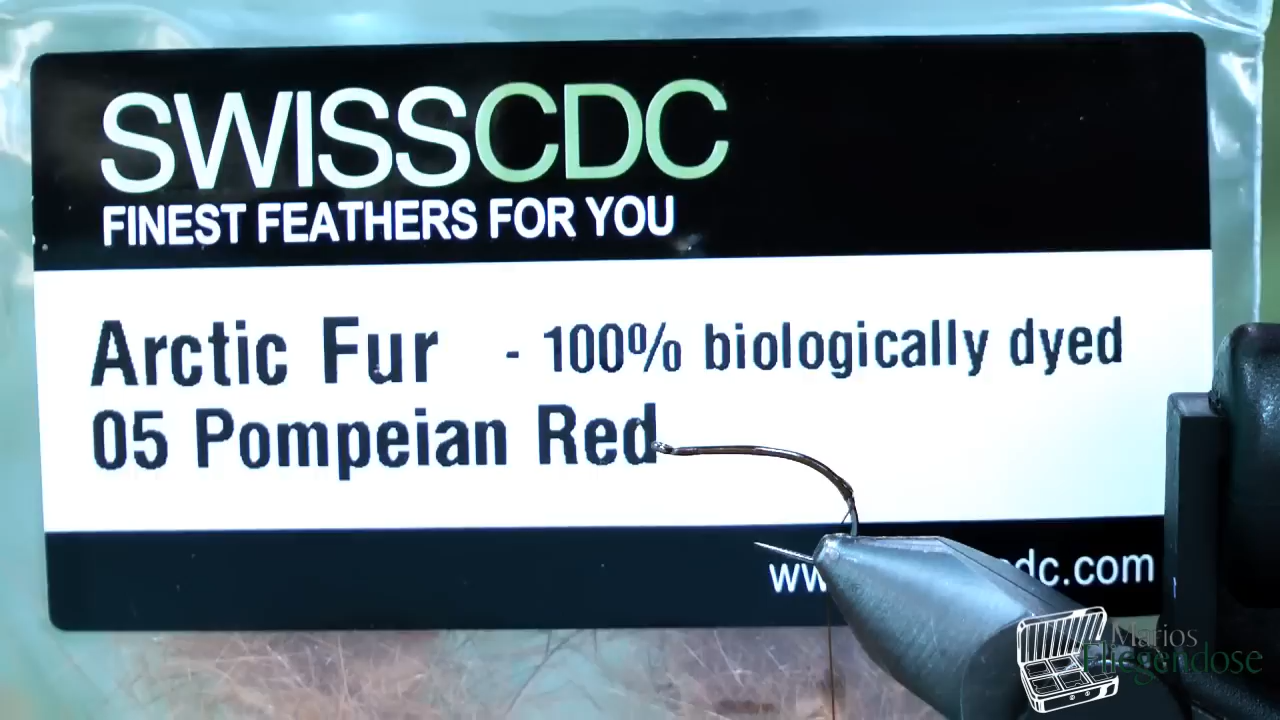 SWISSCDC
FINEST FEATHERS FOR YOU
Arctic Fur - 100% biologically dyed
05 Pompeian Red
Marios
Fliegendose